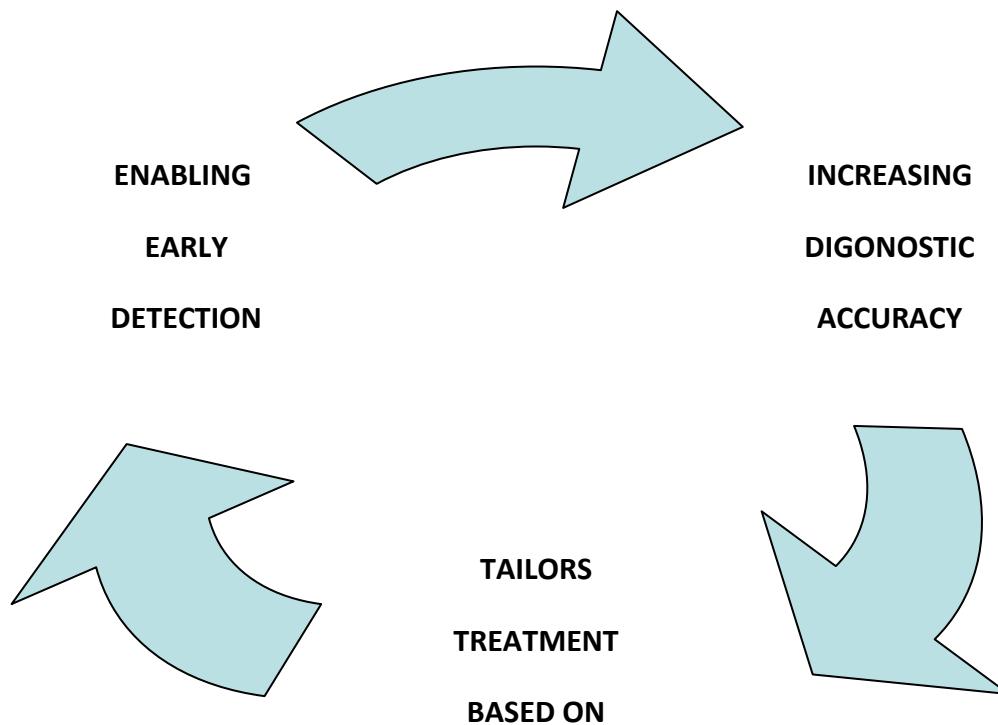 ENABLING
EARLY
DETECTION
INCREASING
DIGONOSTIC
ACCURACY
TAILORS
TREATMENT
BASED ON